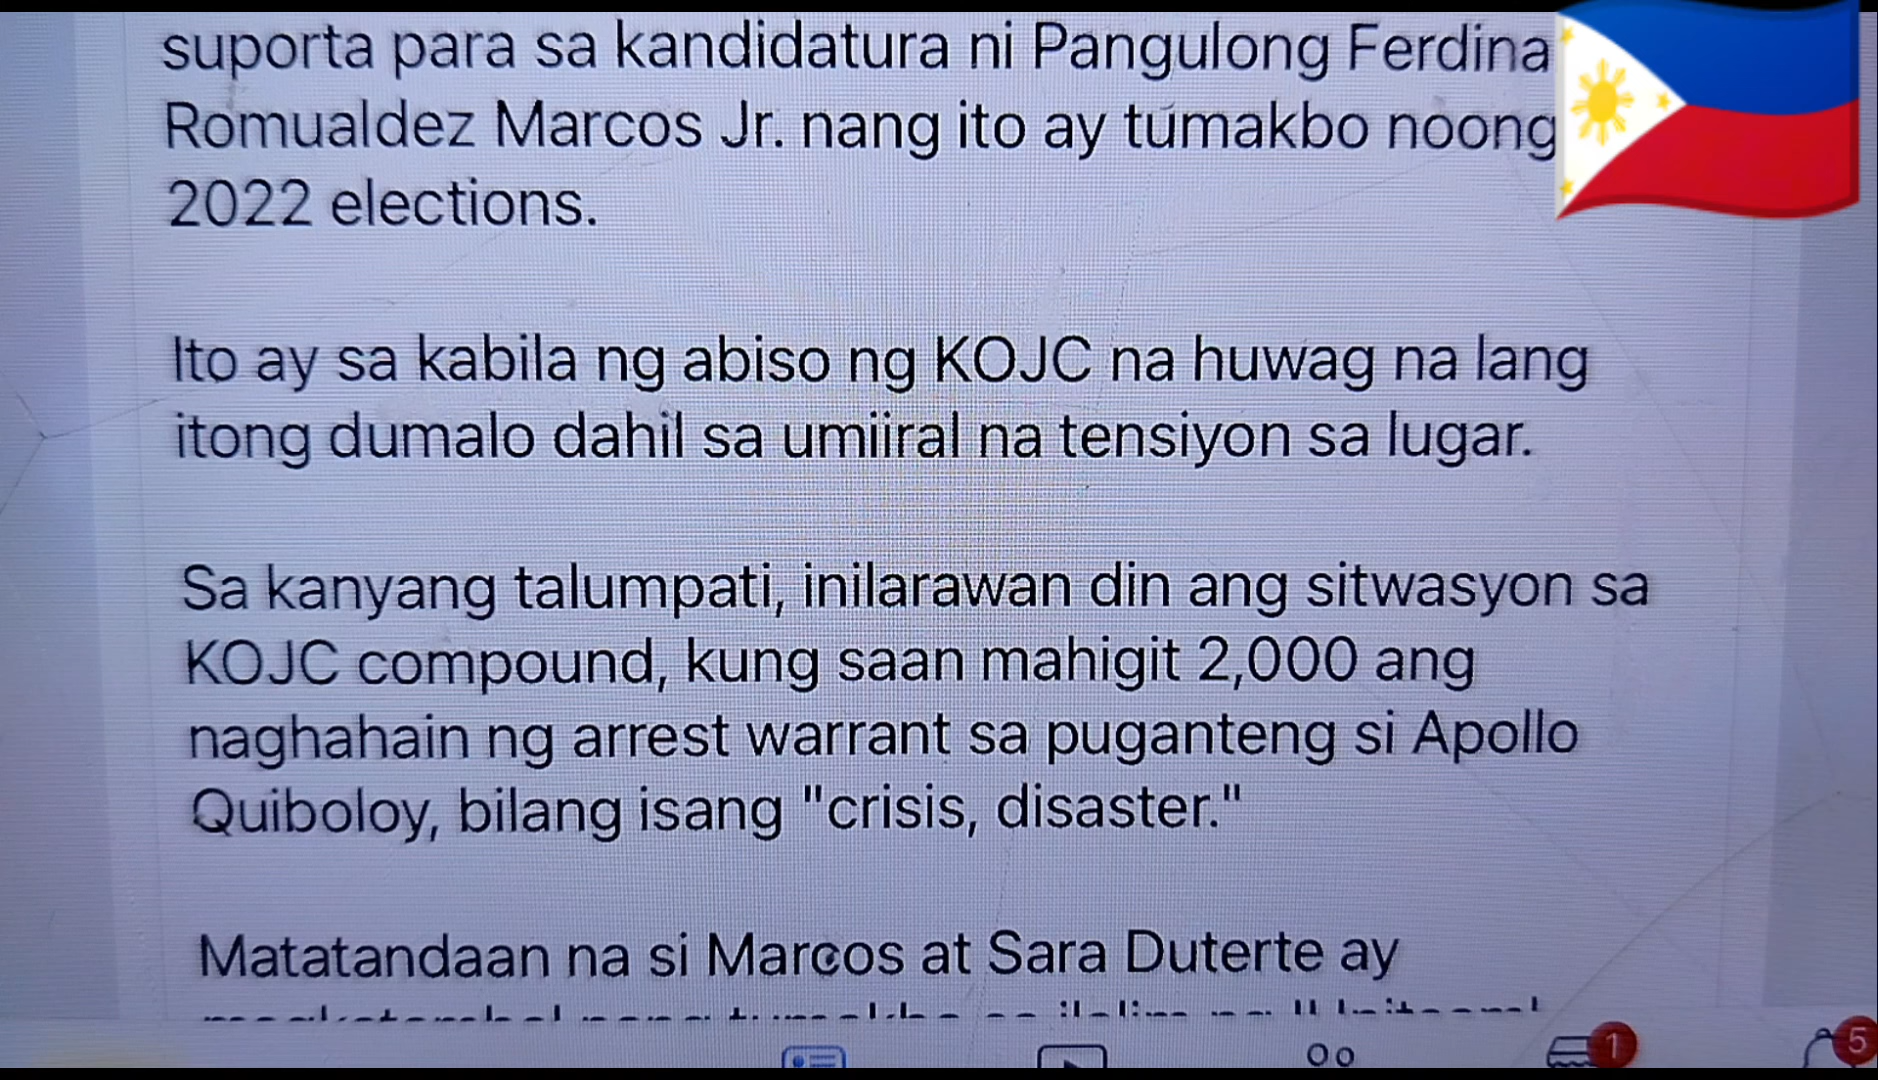 suporta para sa kandidatura ni Pangulong Ferdina
Romualdez Marcos Jr. nang ito ay tumakbo noong
2022 elections.
Ito ay sa kabila ng abiso ng KOJC na huwag na lang
itong dumalo dahil sa umiiral na tensiyon sa lugar.
Sa kanyang talumpati, inilarawan din ang sitwasyon sa
KOJC compound, kung saan mahigit 2,000 ang
naghahain ng arrest warrant sa puganteng si Apollo
Quiboloy, bilang isang "crisis, disaster."
Matatandaan na si Marcos at Sara Duterte ay
1
5